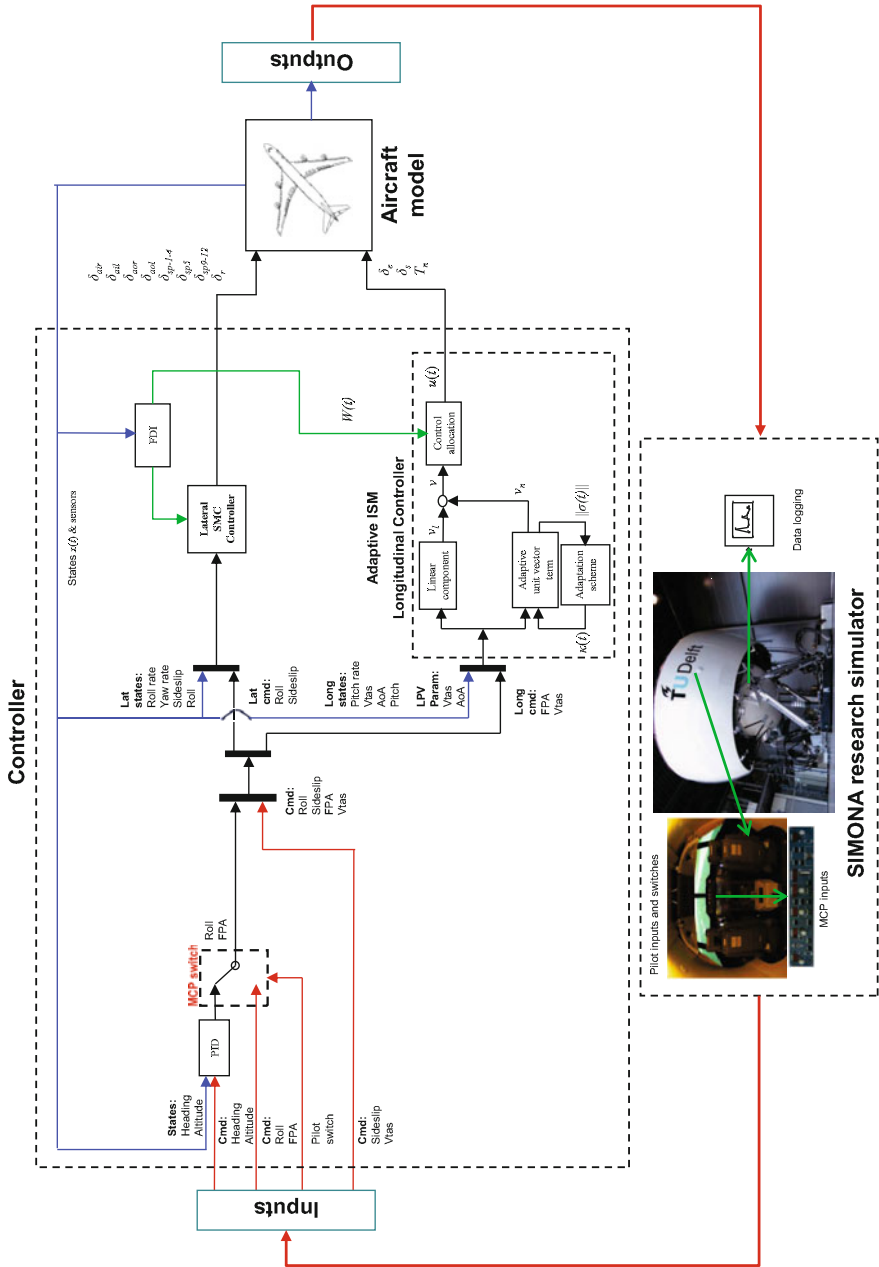 Controller
States x(t) & sensors
FDI
Lateral
SMC
Controller
W(t)
Adaptive ISM
Longitudinal Controller
Linear
component
Adaptive
unit vector
term
Adaptation
scheme
Control
allocation
ν
ν_l
ν_n
||σ(t)||
κ(t)
u(t)
δ_air
δ_ail
δ_aor
δ_aol
δ_sp-1-4
δ_sp5
δ_sp9-12
δ_r
δ_e
δ_s
T_n
Aircraft
model
Outputs
Lat
states:
Roll rate
Yaw rate
Sideslip
Roll
Lat
cmd:
Roll
Sideslip
Long
states:
Pitch rate
Vtas
AoA
Pitch
LPV
Param:
Vtas
AoA
Long
cmd:
FPA
Vtas
Cmd:
Roll
Sideslip
FPA
Vtas
Roll
FPA
MCP switch
PID
States:
Heading
Altitude
Cmd:
Heading
Altitude
Cmd:
Roll
FPA
Pilot
switch
Cmd:
Sideslip
Vtas
Inputs
Pilot inputs and switches
MCP inputs
TU Delft
Data logging
SIMONA research simulator